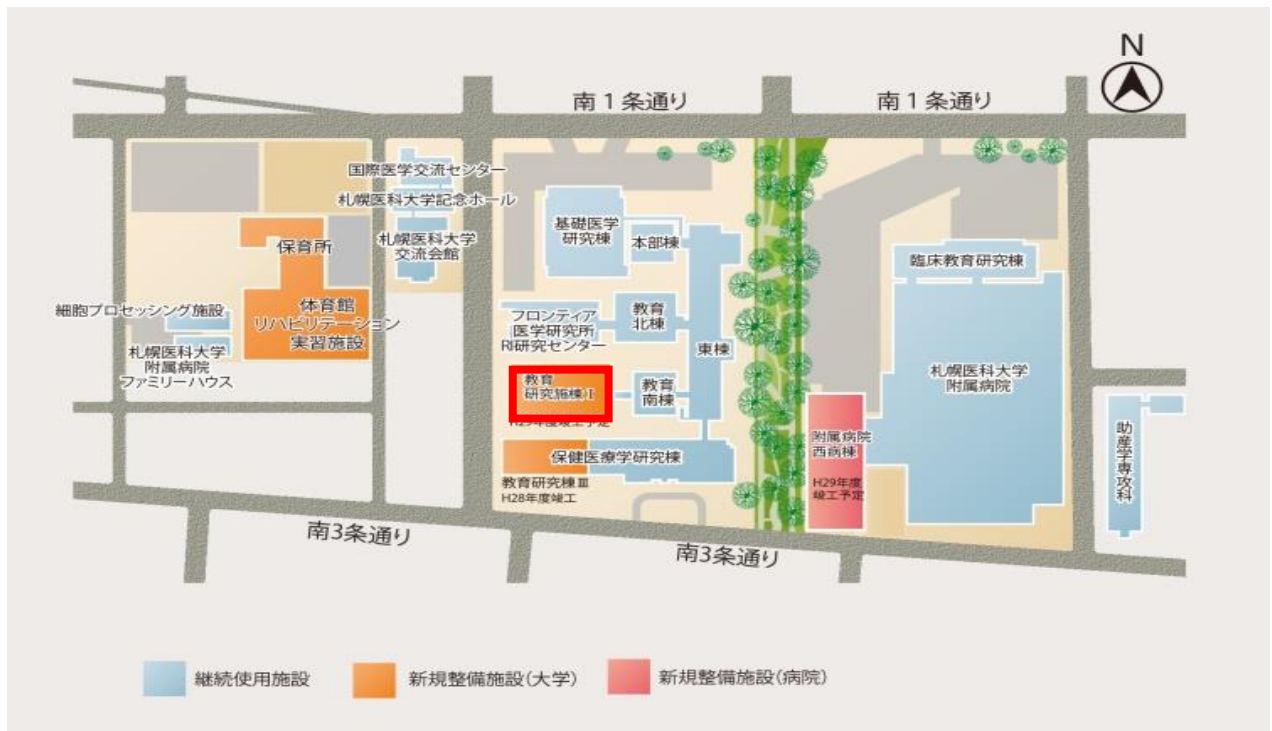 N
南1条通り
南1条通り
国際医学交流センター
札幌医科大学記念ホール
札幌医科大学
交流会館
基礎医学
研究棟
本部棟
保育所
臨床教育研究棟
細胞プロセッシング施設
体育館
リハビリテーション
実習施設
札幌医科大学
附属病院
ファミリーハウス
フロンティア
医学研究所
RI研究センター
教育
北棟
東棟
札幌医科大学
附属病院
教育
研究施棟I
教育
南棟
H29年度竣工予定
保健医療学研究棟
教育研究棟Ⅲ
H28年度竣工
附属病院
西病棟
H29年度
竣工予定
助産学専攻科
南3条通り
南3条通り
継続使用施設
新規整備施設(大学)
新規整備施設(病院)